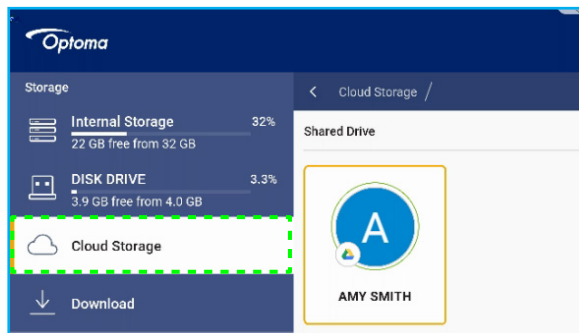 Optoma
Storage
Internal Storage 32%
22 GB free from 32 GB
DISK DRIVE 3.3%
3.9 GB free from 4.0 GB
Cloud Storage
Download
< Cloud Storage /
Shared Drive
A
AMY SMITH